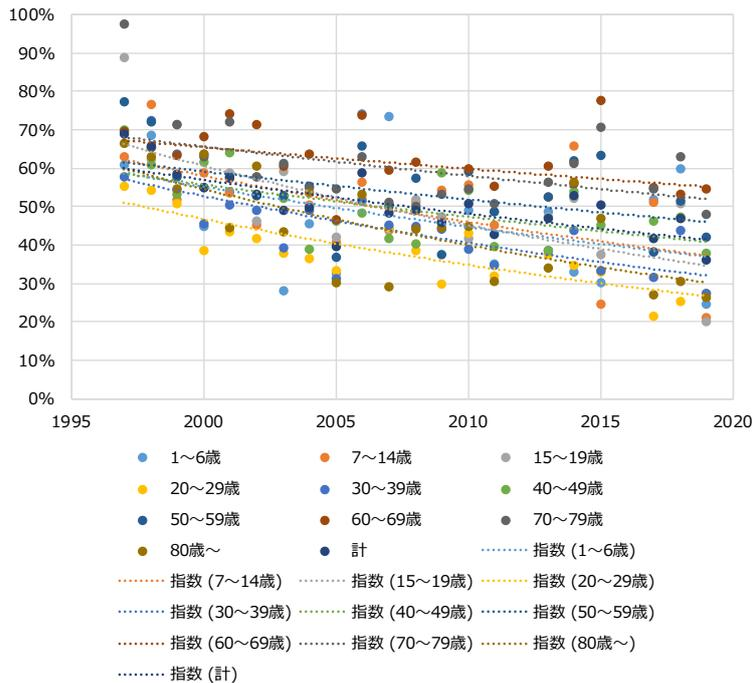 100%
90%
80%
70%
60%
50%
40%
30%
20%
10%
0%
1995 2000 2005 2010 2015 2020
1～6歳 7～14歳 15～19歳
20～29歳 30～39歳 40～49歳
50～59歳 60～69歳 70～79歳
80歳～ 計 指数 (1～6歳)
指数 (7～14歳) 指数 (15～19歳) 指数 (20～29歳)
指数 (30～39歳) 指数 (40～49歳) 指数 (50～59歳)
指数 (60～69歳) 指数 (70～79歳) 指数 (80歳～)
指数 (計)